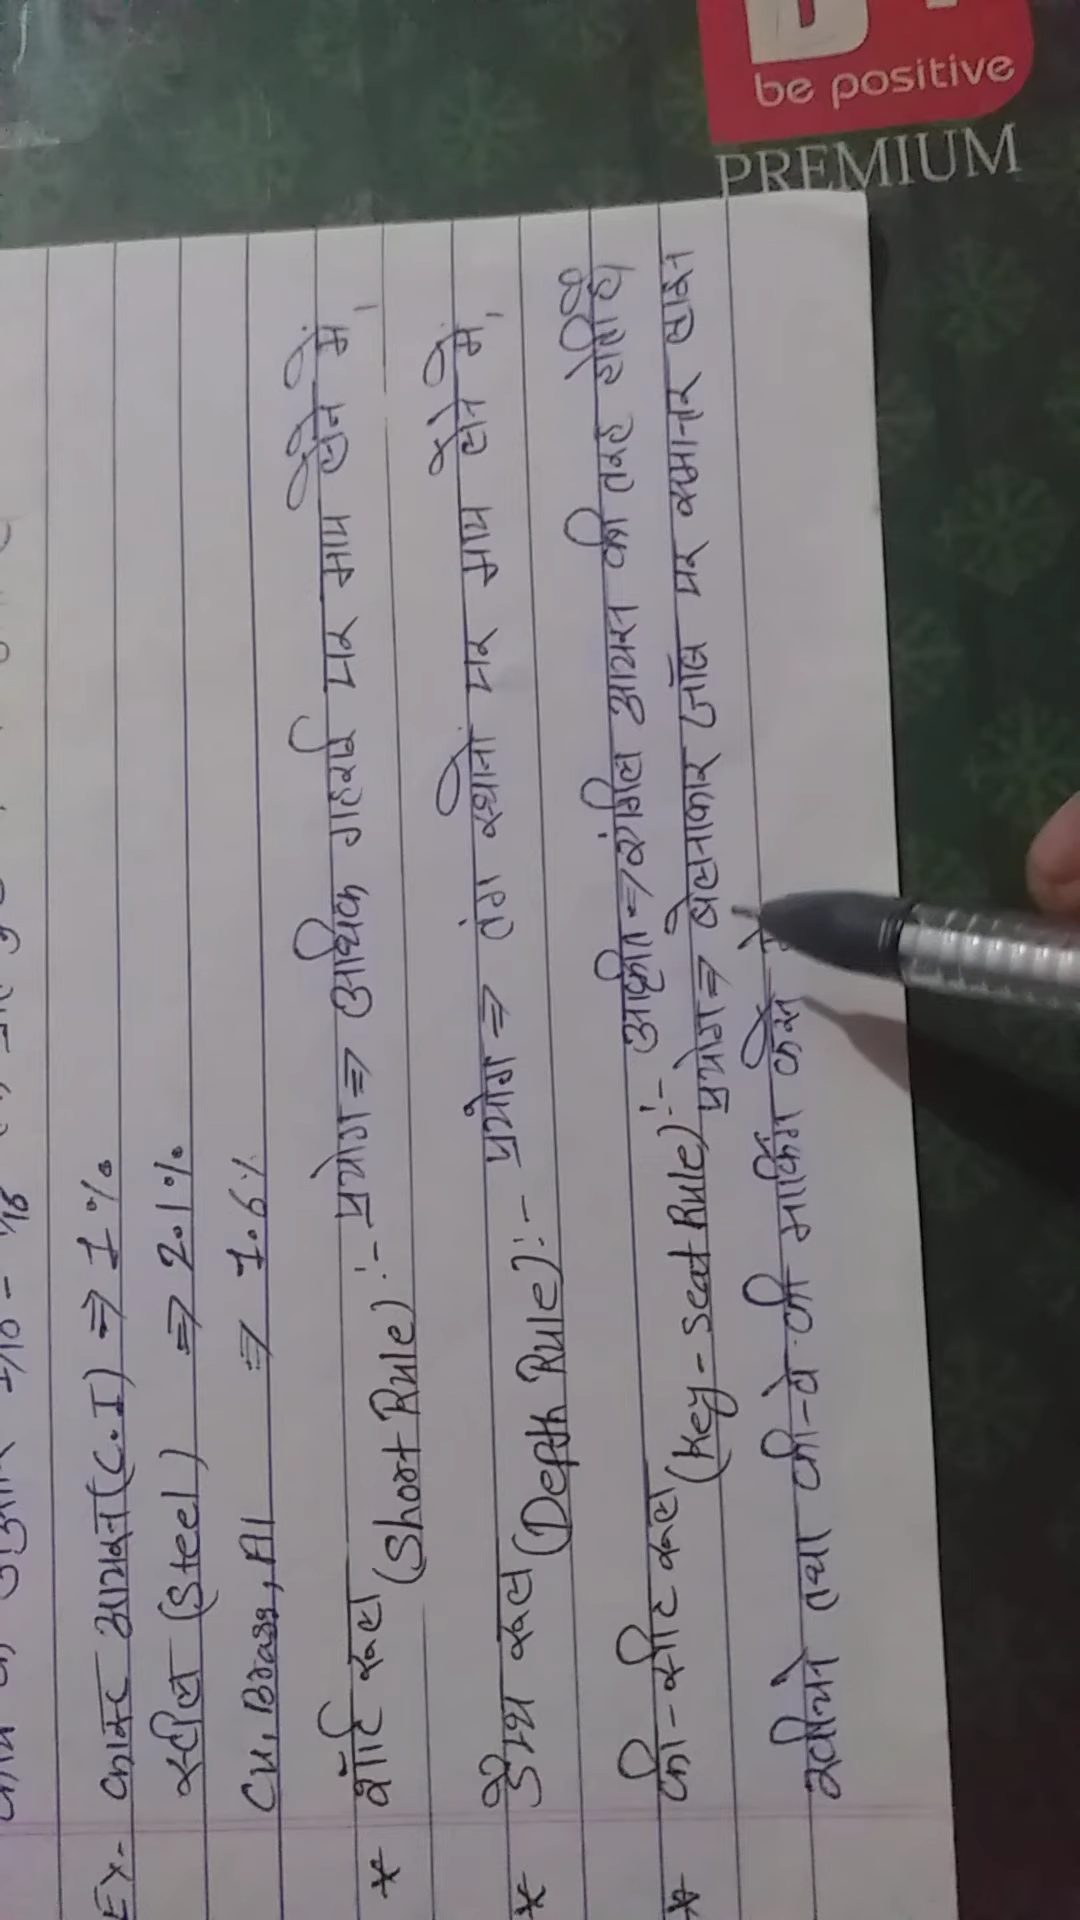 be positive
PREMIUM
Ex- कास्ट आयरन (C.I) ⇒ 1%
स्टील (Steel) ⇒ 2.1%
Cu, Brass, Al ⇒ 1.6%
* शॉर्ट रूल (Short Rule) :- प्रयोग ⇒ अधिक गहराई पर माप लेने में,
* डेप्थ रूल (Depth Rule) :- प्रयोग ⇒ तंग स्थानों पर माप लेने में,
* की-सीट रूल (Key-seat Rule) :- आकृति ⇒ एंगिल आयरन की तरह होती है
प्रयोग ⇒ बेलनाकार जॉब पर समान्तर लाइन
खींचने तथा की-वे की मार्किंग करने